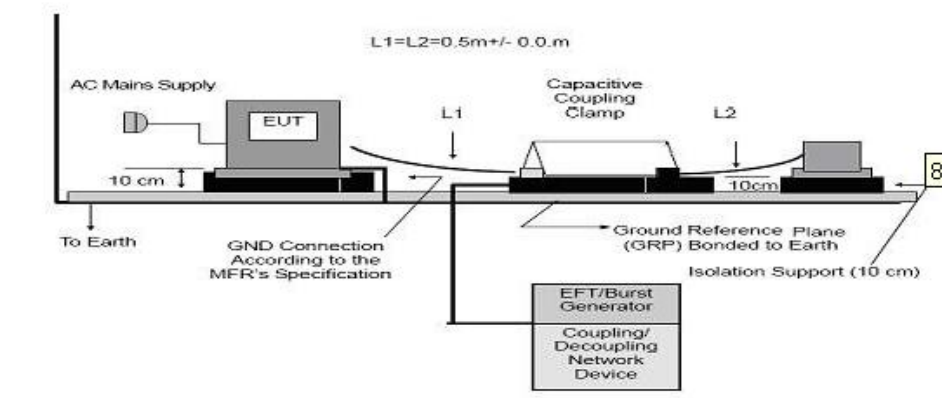 L1=L2=0.5m+/- 0.0.m
AC Mains Supply
EUT
L1
Capacitive
Coupling
Clamp
L2
10 cm
10cm
8
To Earth
GND Connection
According to the
MFR's Specification
Ground Reference Plane
(GRP) Bonded to Earth
Isolation Support (10 cm)
EFT/Burst
Generator
Coupling/
Decoupling
Network
Device